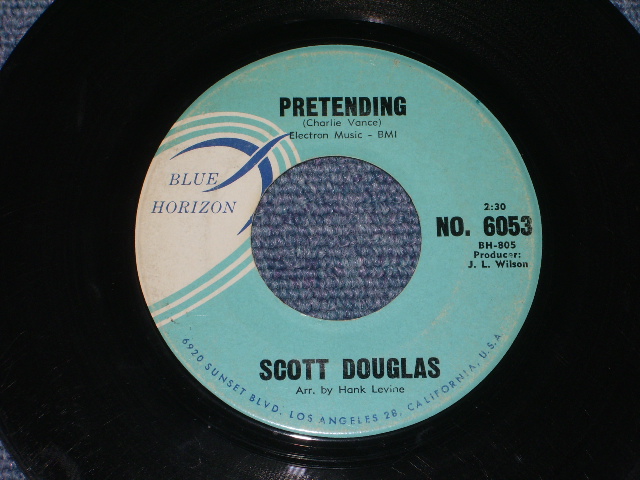 PRETENDING
(Charlie Vance)
Electron Music - BMI
BLUE
HORIZON
2:30
NO. 6053
BH-805
Producer:
J. L. Wilson
SCOTT DOUGLAS
Arr. by Hank Levine
6920 SUNSET BLVD. LOS ANGELES 28, CALIFORNIA, U.S.A